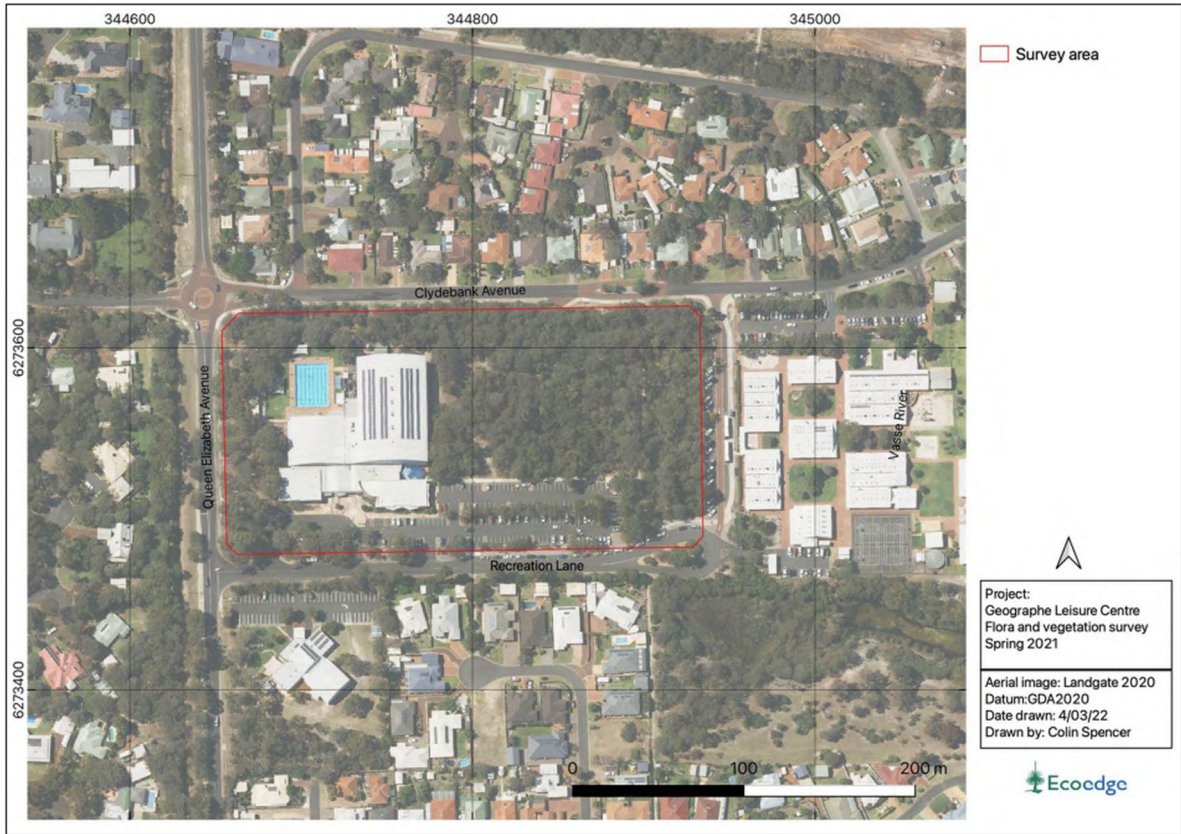 344600
344800
345000
Survey area
Clydebank Avenue
6273600
Queen Elizabeth Avenue
Vasse River
Recreation Lane
6273400
0
100
200 m
Project:
Geographe Leisure Centre
Flora and vegetation survey
Spring 2021
Aerial image: Landgate 2020
Datum:GDA2020
Date drawn: 4/03/22
Drawn by: Colin Spencer
Ecoedge